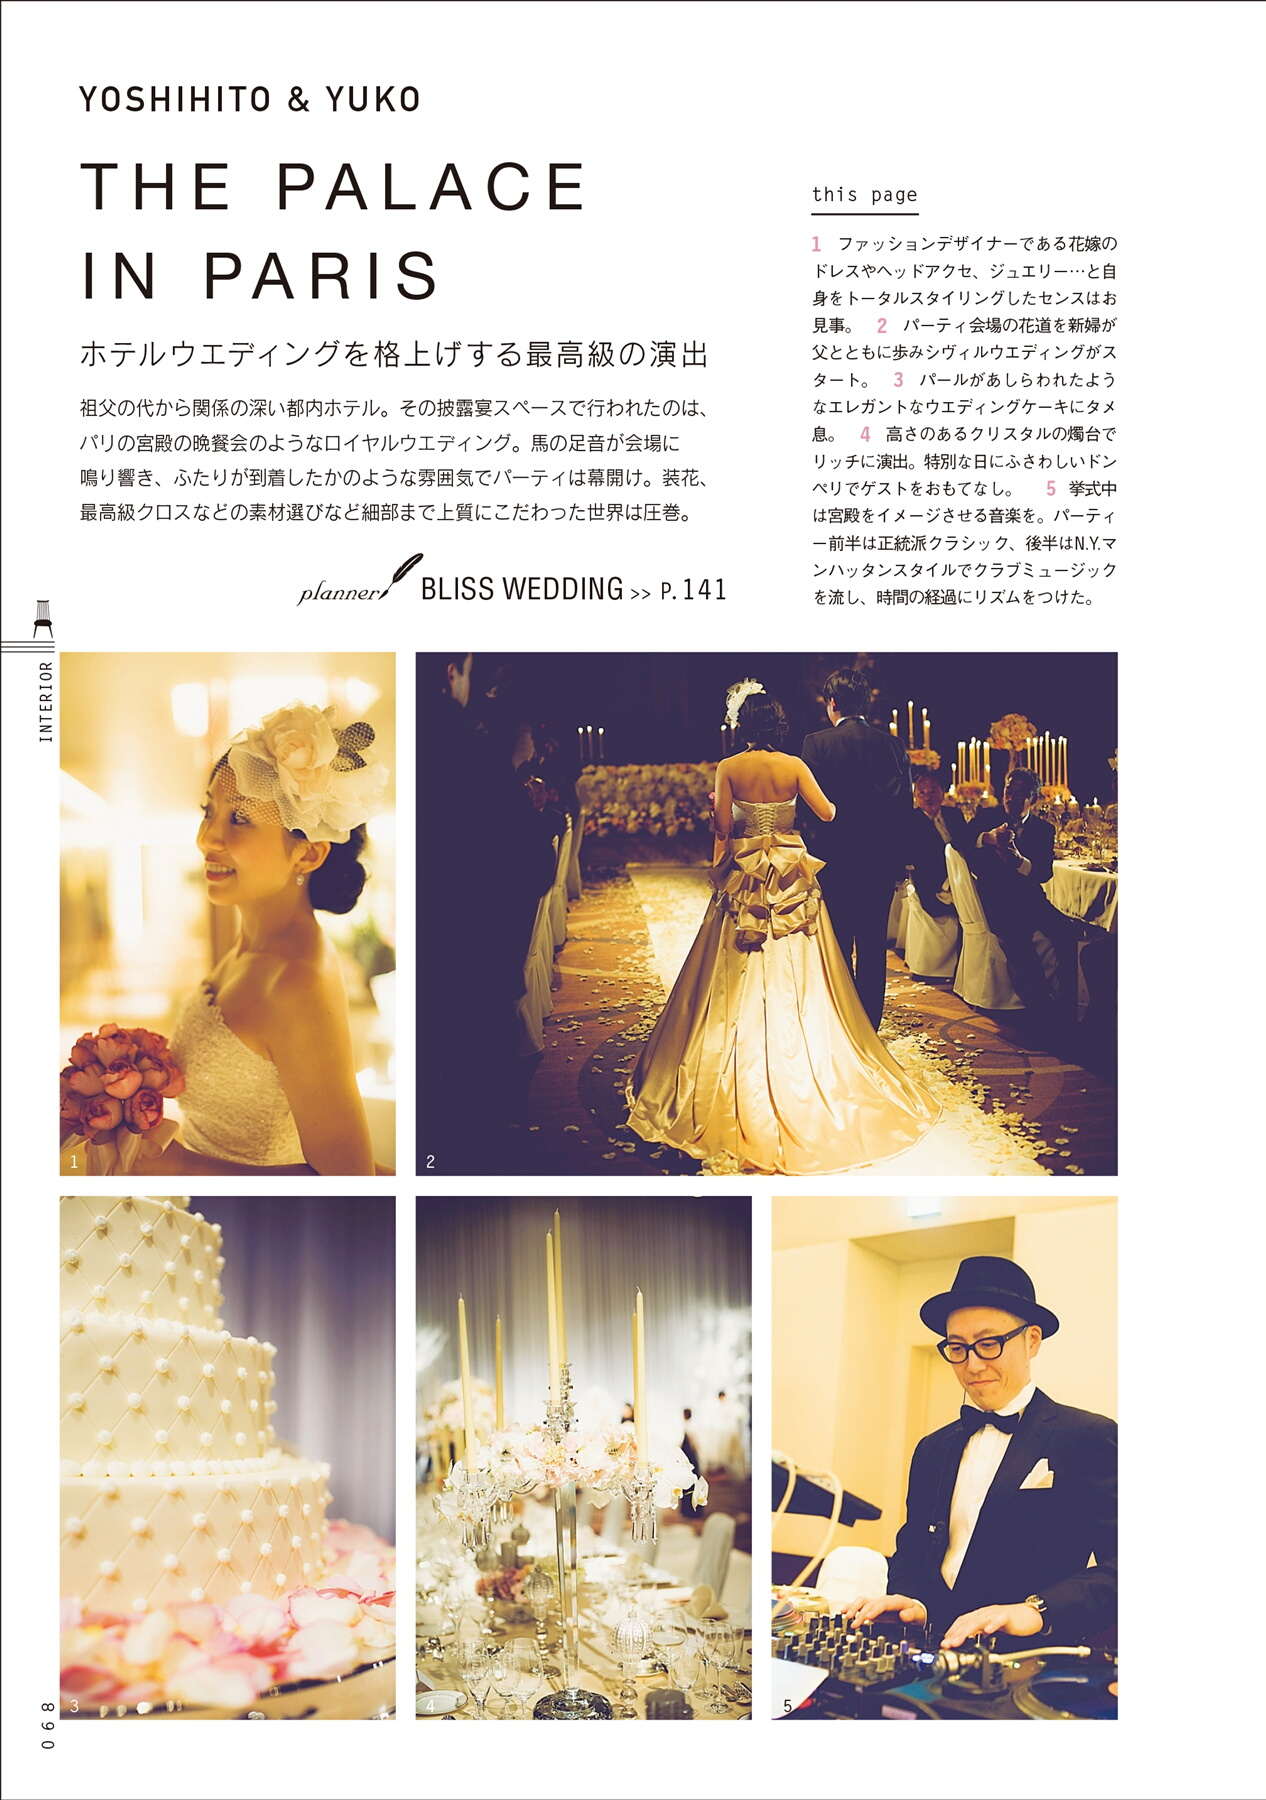 YOSHIHITO & YUKO
THE PALACE
IN PARIS
ホテルウエディングを格上げする最高級の演出
祖父の代から関係の深い都内ホテル。その披露宴スペースで行われたのは、
パリの宮殿の晩餐会のようなロイヤルウエディング。馬の足音が会場に
鳴り響き、ふたりが到着したかのような雰囲気でパーティは幕開け。装花、
最高級クロスなどの素材選びなど細部まで上質にこだわった世界は圧巻。
planner BLISS WEDDING >> P.141
this page
1 ファッションデザイナーである花嫁の
ドレスやヘッドアクセ、ジュエリー…と自
身をトータルスタイリングしたセンスはお
見事。 2 パーティ会場の花道を新婦が
父とともに歩みシヴィルウエディングがス
タート。 3 パールがあしらわれたよう
なエレガントなウエディングケーキにタメ
息。 4 高さのあるクリスタルの燭台で
リッチに演出。特別な日にふさわしいドン
ペリでゲストをおもてなし。 5 挙式中
は宮殿をイメージさせる音楽を。パーティ
ー前半は正統派クラシック、後半はN.Y.マ
ンハッタンスタイルでクラブミュージック
を流し、時間の経過にリズムをつけた。
INTERIOR
1
2
3
4
5
068